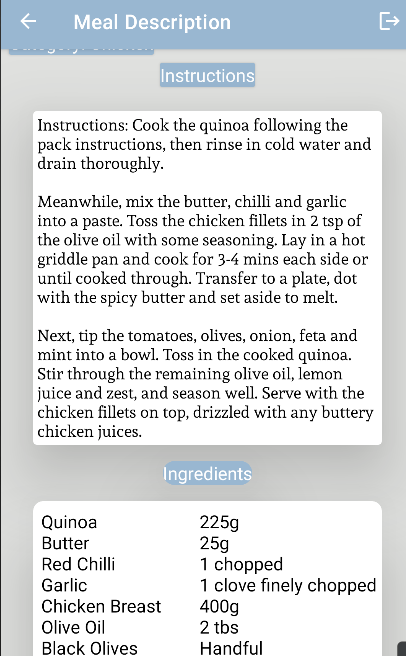 Meal Description
Category: Chicken
Instructions
Instructions: Cook the quinoa following the
pack instructions, then rinse in cold water and
drain thoroughly.
Meanwhile, mix the butter, chilli and garlic
into a paste. Toss the chicken fillets in 2 tsp of
the olive oil with some seasoning. Lay in a hot
griddle pan and cook for 3-4 mins each side or
until cooked through. Transfer to a plate, dot
with the spicy butter and set aside to melt.
Next, tip the tomatoes, olives, onion, feta and
mint into a bowl. Toss in the cooked quinoa.
Stir through the remaining olive oil, lemon
juice and zest, and season well. Serve with the
chicken fillets on top, drizzled with any buttery
chicken juices.
Ingredients
Quinoa 225g
Butter 25g
Red Chilli 1 chopped
Garlic 1 clove finely chopped
Chicken Breast 400g
Olive Oil 2 tbs
Black Olives Handful